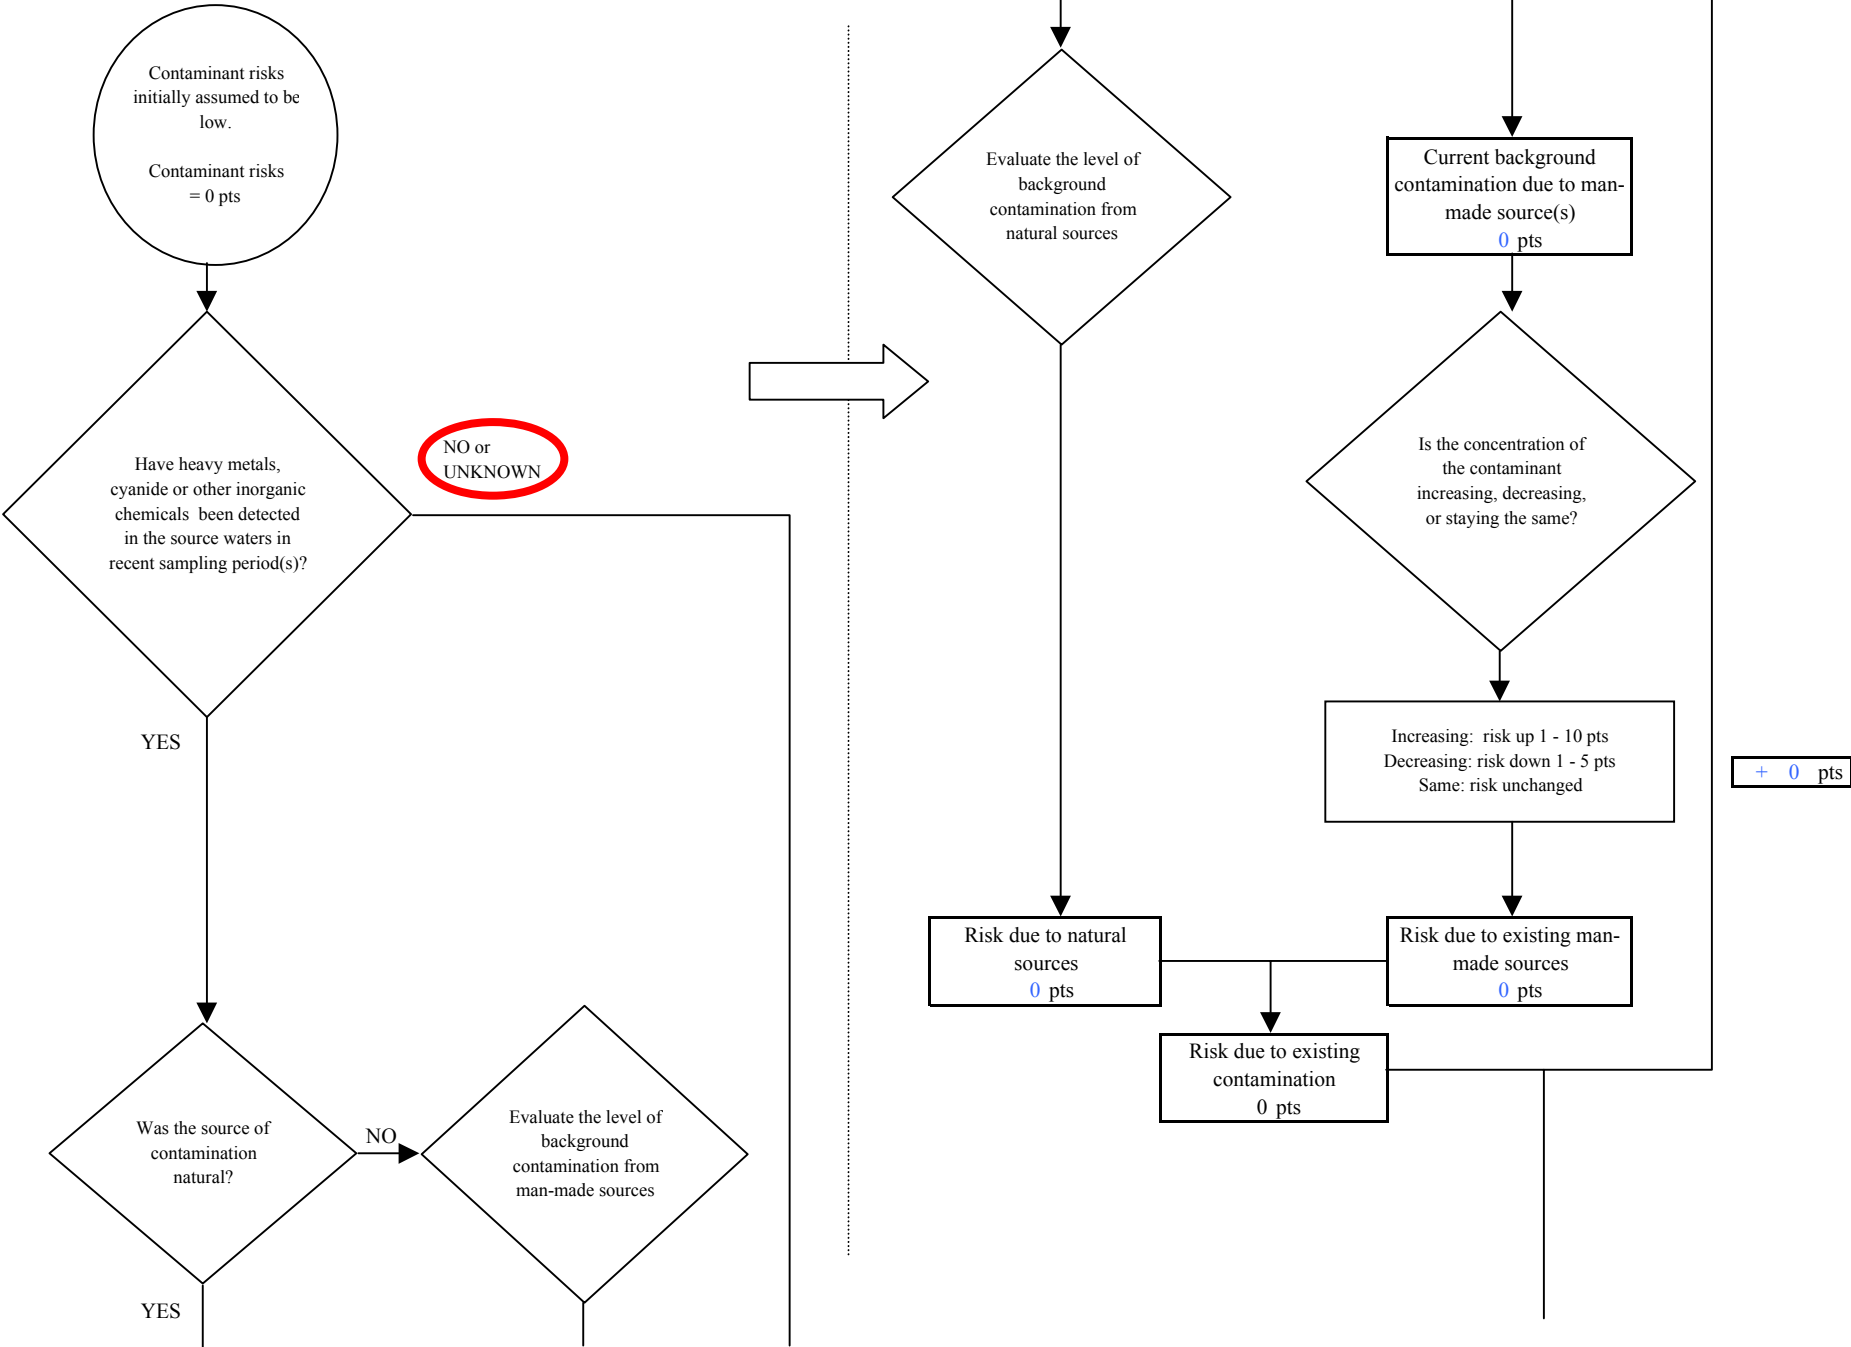 Contaminant risks
initially assumed to be
low.
Contaminant risks
= 0 pts
Have heavy metals,
cyanide or other inorganic
chemicals been detected
in the source waters in
recent sampling period(s)?
NO or
UNKNOWN
YES
Was the source of
contamination
natural?
NO
Evaluate the level of
background
contamination from
man-made sources
YES
Evaluate the level of
background
contamination from
natural sources
Current background
contamination due to man-
made source(s)
0 pts
Is the concentration of
the contaminant
increasing, decreasing,
or staying the same?
Increasing: risk up 1 - 10 pts
Decreasing: risk down 1 - 5 pts
Same: risk unchanged
+ 0 pts
Risk due to natural
sources
0 pts
Risk due to existing man-
made sources
0 pts
Risk due to existing
contamination
0 pts